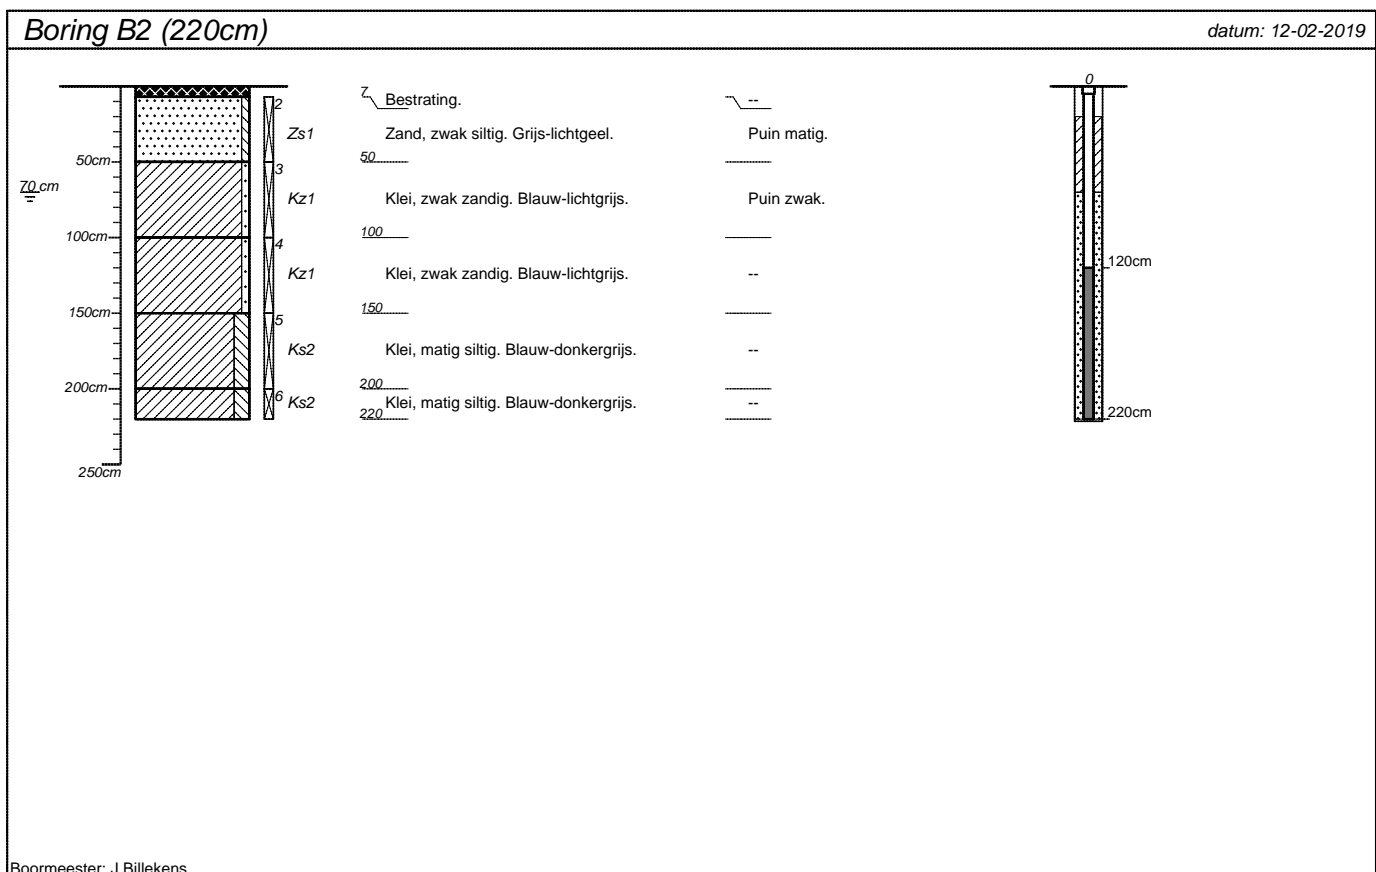 Boring B2 (220cm)
datum: 12-02-2019
0
7 Bestrating. --
2
Zs1 Zand, zwak siltig. Grijs-lichtgeel. Puin matig.
50cm 50
3
70 cm
Kz1 Klei, zwak zandig. Blauw-lichtgrijs. Puin zwak.
100cm 100
4
120cm
Kz1 Klei, zwak zandig. Blauw-lichtgrijs. --
150cm 150
5
Ks2 Klei, matig siltig. Blauw-donkergrijs. --
200cm 200
6
Ks2 Klei, matig siltig. Blauw-donkergrijs. --
220 220cm
250cm
Boormeester: J.Billekens